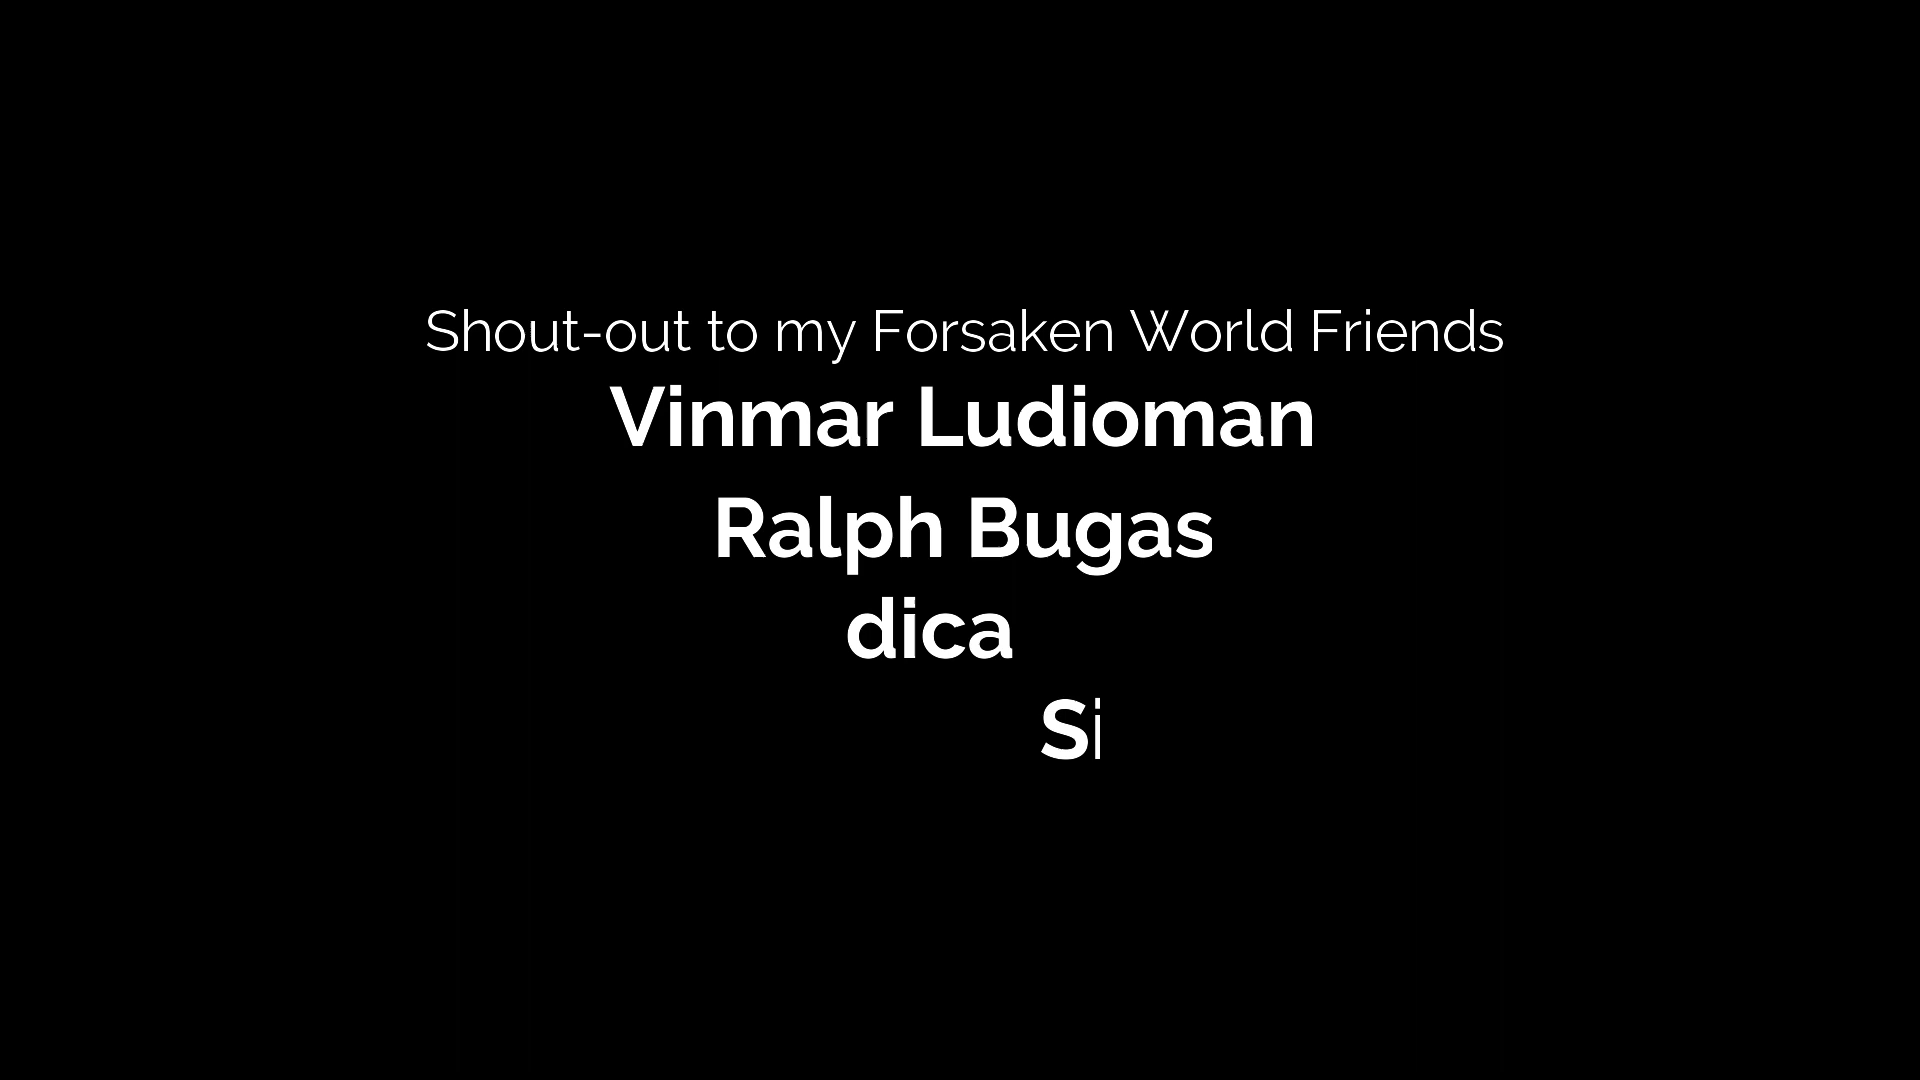 Shout-out to my Forsaken World Friends
Vinmar Ludioman
Ralph Bugas
dica
Si